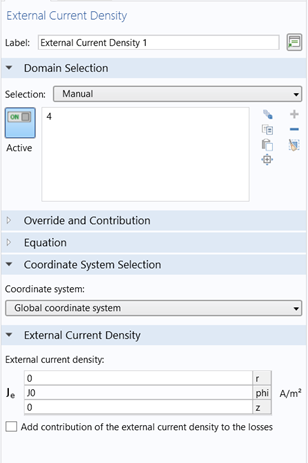 External Current Density
Label: External Current Density 1
Domain Selection
Selection: Manual
ON
4
Active
Override and Contribution
Equation
Coordinate System Selection
Coordinate system:
Global coordinate system
External Current Density
External current density:
0 r
Je J0 phi A/m²
0 z
Add contribution of the external current density to the losses